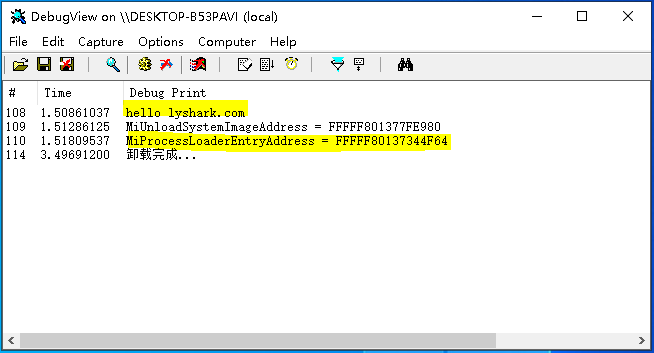 DebugView on \\DESKTOP-B53PAVI (local)
File Edit Capture Options Computer Help
# Time Debug Print
108 1.50861037 hello lyshark.com
109 1.51286125 MiUnloadSystemImageAddress = FFFFF801377FE980
110 1.51809537 MiProcessLoaderEntryAddress = FFFFF80137344F64
114 3.49691200 卸载完成...